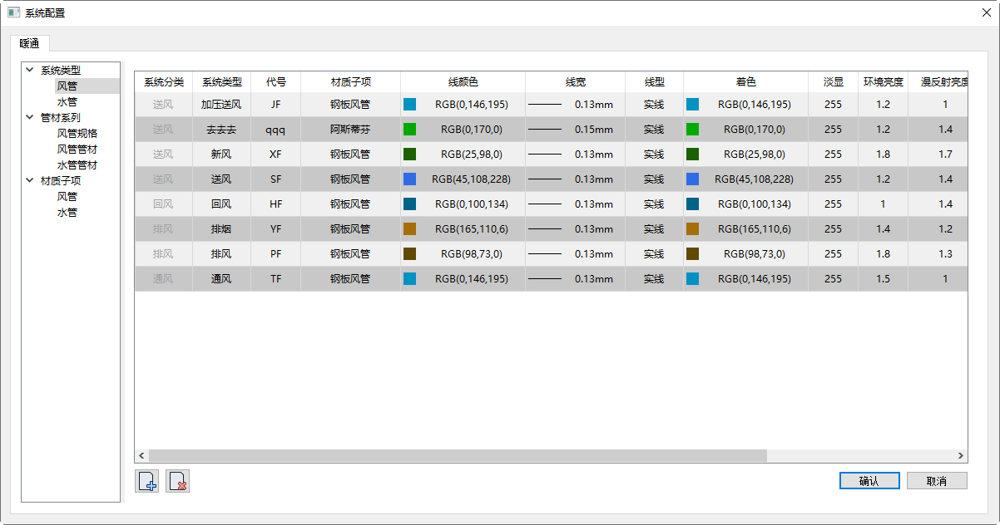 系统配置
暖通
系统类型
风管
水管
管材系列
风管规格
风管管材
水管管材
材质子项
风管
水管
系统分类 系统类型 代号 材质子项 线颜色 线宽 线型 着色 淡显 环境亮度 漫反射亮度
送风 加压送风 JF 钢板风管 RGB(0,146,195) 0.13mm 实线 RGB(0,146,195) 255 1.2 1
送风 去去去 qqq 阿斯蒂芬 RGB(0,170,0) 0.15mm 实线 RGB(0,170,0) 255 1.2 1.4
送风 新风 XF 钢板风管 RGB(25,98,0) 0.13mm 实线 RGB(25,98,0) 255 1.8 1.7
送风 送风 SF 钢板风管 RGB(45,108,228) 0.13mm 实线 RGB(45,108,228) 255 1.2 1.4
回风 回风 HF 钢板风管 RGB(0,100,134) 0.13mm 实线 RGB(0,100,134) 255 1 1.4
排风 排烟 YF 钢板风管 RGB(165,110,6) 0.13mm 实线 RGB(165,110,6) 255 1.4 1.2
排风 排风 PF 钢板风管 RGB(98,73,0) 0.13mm 实线 RGB(98,73,0) 255 1.8 1.3
通风 通风 TF 钢板风管 RGB(0,146,195) 0.13mm 实线 RGB(0,146,195) 255 1.5 1
确认 取消